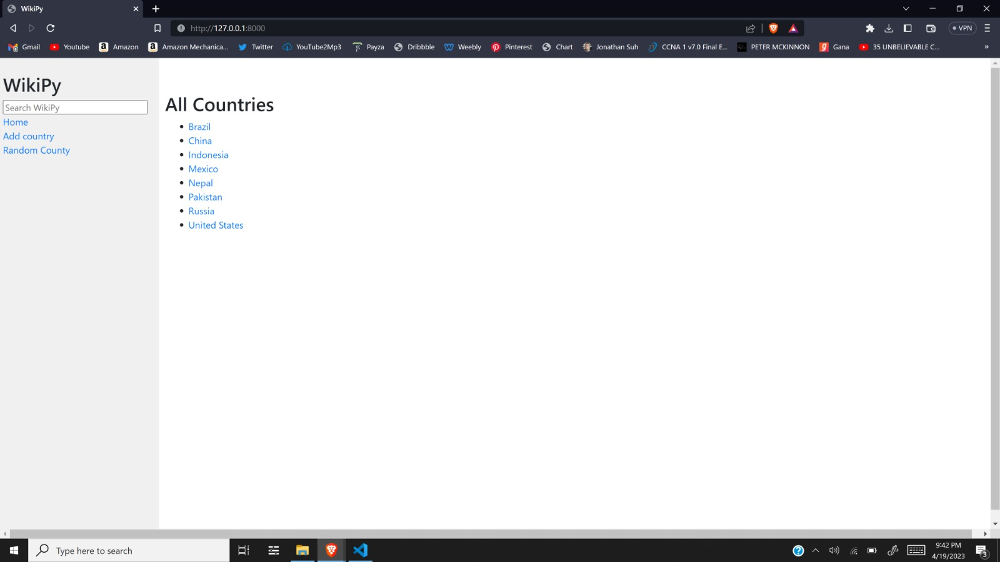 WikiPy
http://127.0.0.1:8000
VPN
Gmail Youtube Amazon Amazon Mechanica... Twitter YouTube2Mp3 Payza Dribbble Weebly Pinterest Chart Jonathan Suh CCNA 1 v7.0 Final E... PETER MCKINNON Gana 35 UNBELIEVABLE C... »
WikiPy
Search WikiPy
Home
Add country
Random County
All Countries
Brazil
China
Indonesia
Mexico
Nepal
Pakistan
Russia
United States
Type here to search
9:42 PM
4/19/2023
3